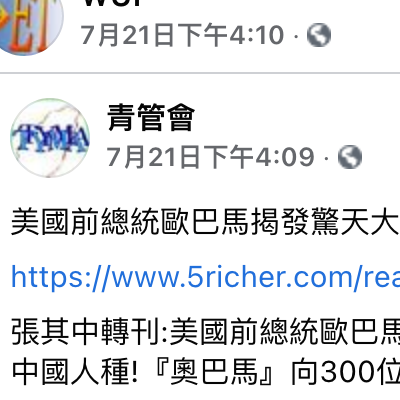 7月21日下午4:10 ·
青管會
TYMA
7月21日下午4:09 ·
美國前總統歐巴馬揭發驚天大
https://www.5richer.com/rea
張其中轉刊:美國前總統歐巴馬
中國人種!『奧巴馬』向300位